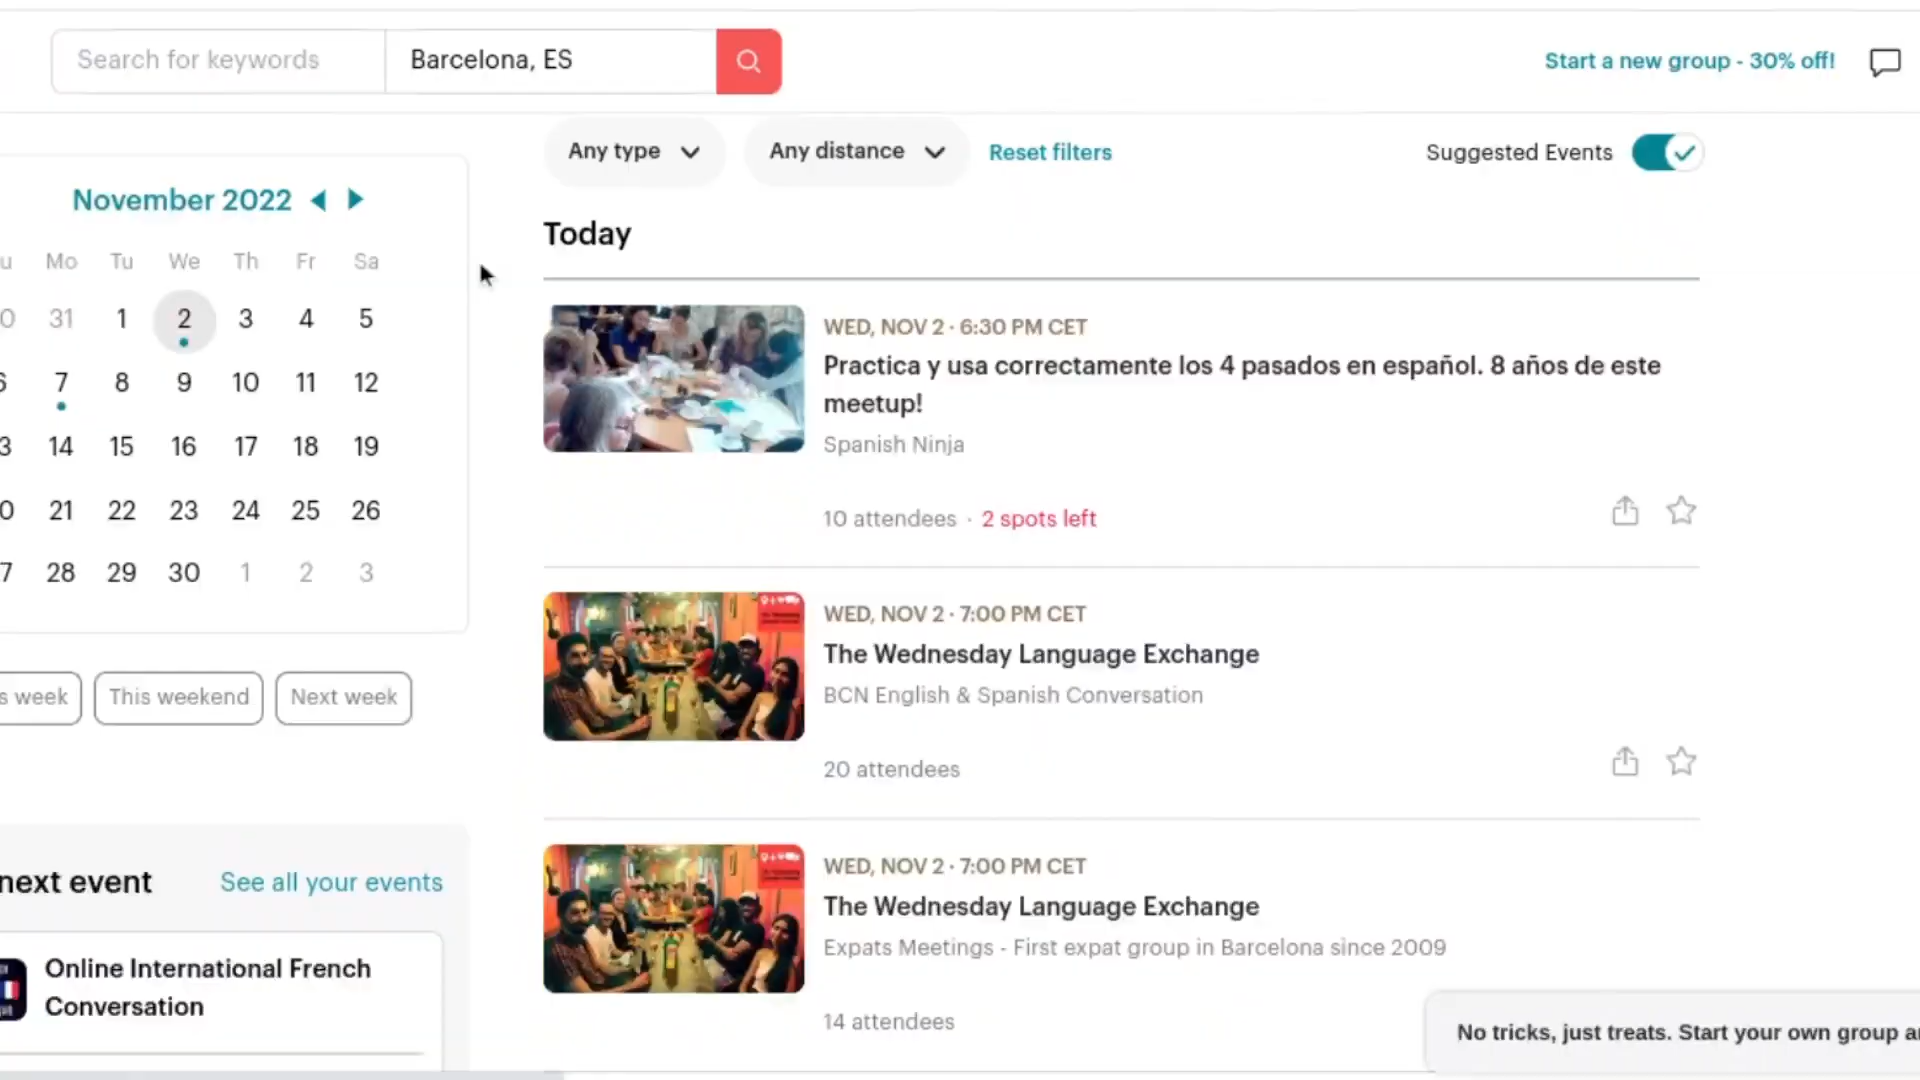 Search for keywords
Barcelona, ES
Start a new group - 30% off!
Any type
Any distance
Reset filters
Suggested Events
November 2022
u Mo Tu We Th Fr Sa
0 31 1 2 3 4 5
6 7 8 9 10 11 12
3 14 15 16 17 18 19
0 21 22 23 24 25 26
7 28 29 30 1 2 3
s week
This weekend
Next week
next event
See all your events
Online International French
Conversation
Today
WED, NOV 2 · 6:30 PM CET
Practica y usa correctamente los 4 pasados en español. 8 años de este
meetup!
Spanish Ninja
10 attendees · 2 spots left
WED, NOV 2 · 7:00 PM CET
The Wednesday Language Exchange
BCN English & Spanish Conversation
20 attendees
WED, NOV 2 · 7:00 PM CET
The Wednesday Language Exchange
Expats Meetings - First expat group in Barcelona since 2009
14 attendees
No tricks, just treats. Start your own group a